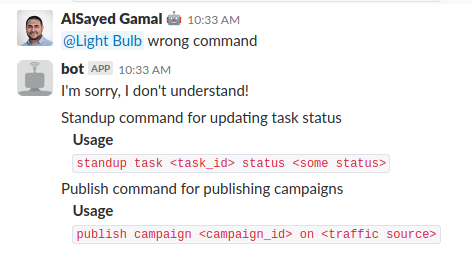 AlSayed Gamal 10:33 AM
@Light Bulb wrong command
bot APP 10:33 AM
I'm sorry, I don't understand!
Standup command for updating task status
Usage
standup task <task_id> status <some status>
Publish command for publishing campaigns
Usage
publish campaign <campaign_id> on <traffic source>